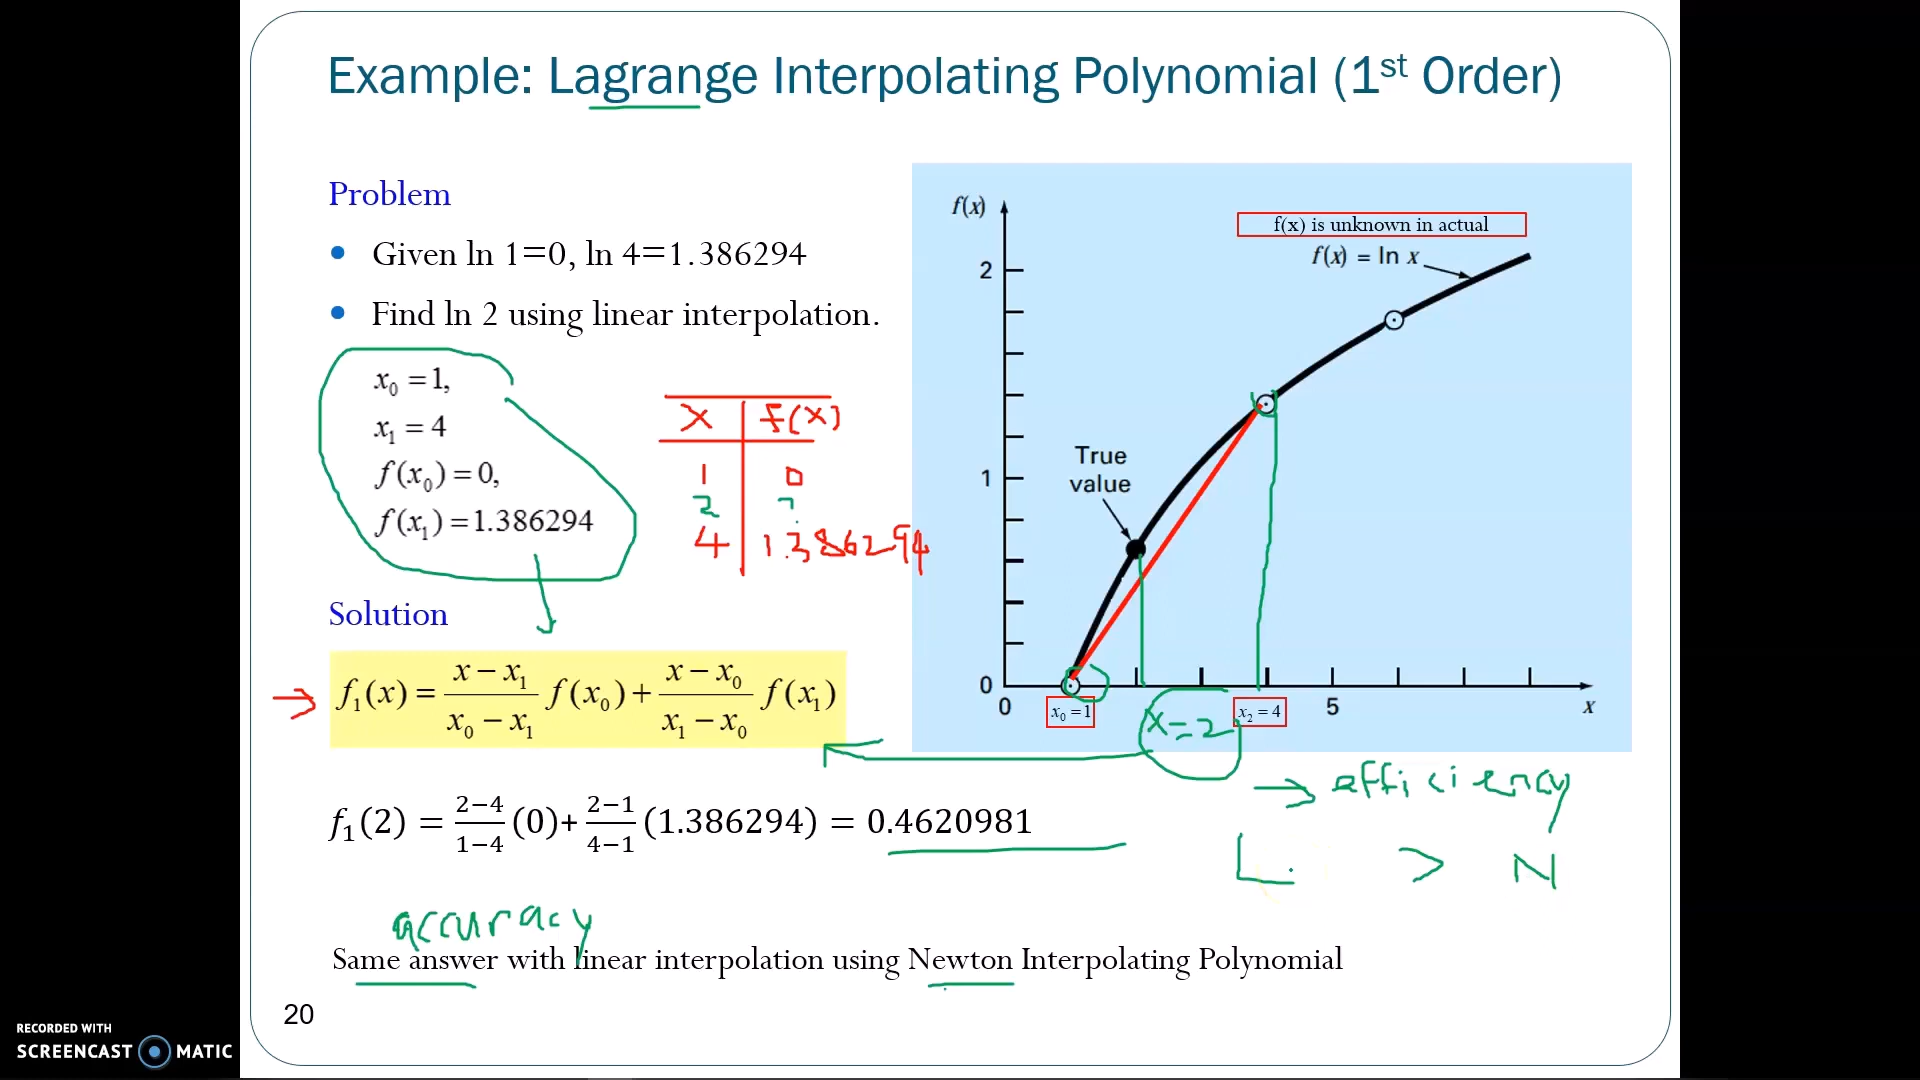 Example: Lagrange Interpolating Polynomial (1st Order)
Problem
• Given ln 1=0, ln 4=1.386294
• Find ln 2 using linear interpolation.
x₀ = 1,
x₁ = 4
f(x₀) = 0,
f(x₁) = 1.386294
x f(x)
1 0
2 ?
4 1.386294
Solution
f₁(x) = (x − x₁)/(x₀ − x₁) f(x₀) + (x − x₀)/(x₁ − x₀) f(x₁)
f(x)
f(x) is unknown in actual
f(x) = ln x
2
True
value
1
0
0
5
x
x₀ = 1
x=2
x₂ = 4
→ efficiency
L > N
f₁(2) = (2−4)/(1−4) (0)+ (2−1)/(4−1) (1.386294) = 0.4620981
accuracy
Same answer with linear interpolation using Newton Interpolating Polynomial
20
RECORDED WITH
SCREENCAST MATIC